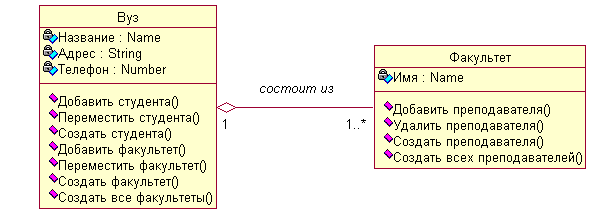 Вуз
Название : Name
Адрес : String
Телефон : Number
Добавить студента()
Переместить студента()
Создать студента()
Добавить факультет()
Переместить факультет()
Создать факультет()
Создать все факультеты()
состоит из
1
1..*
Факультет
Имя : Name
Добавить преподавателя()
Удалить преподавателя()
Создать преподавателя()
Создать всех преподавателей()